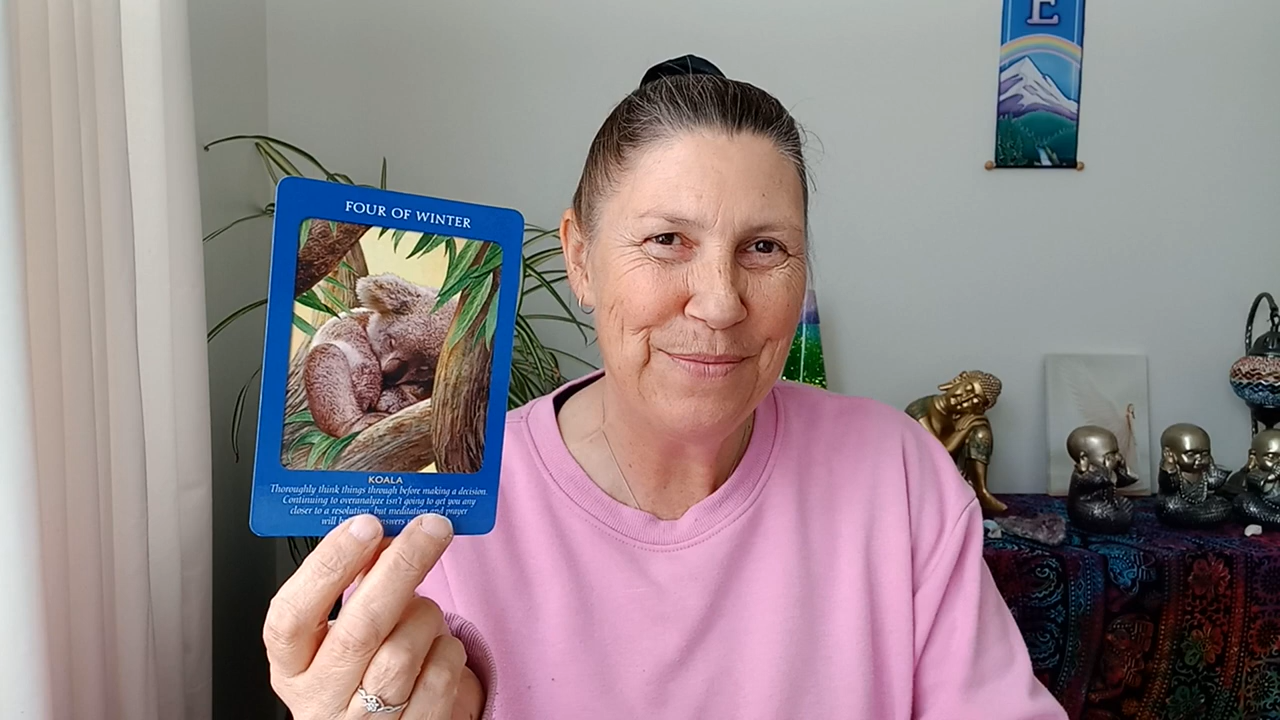 E
FOUR OF WINTER
KOALA
Thoroughly think things through before making a decision.
Continuing to overanalyze isn't going to get you any
closer to a resolution, but meditation and prayer
will